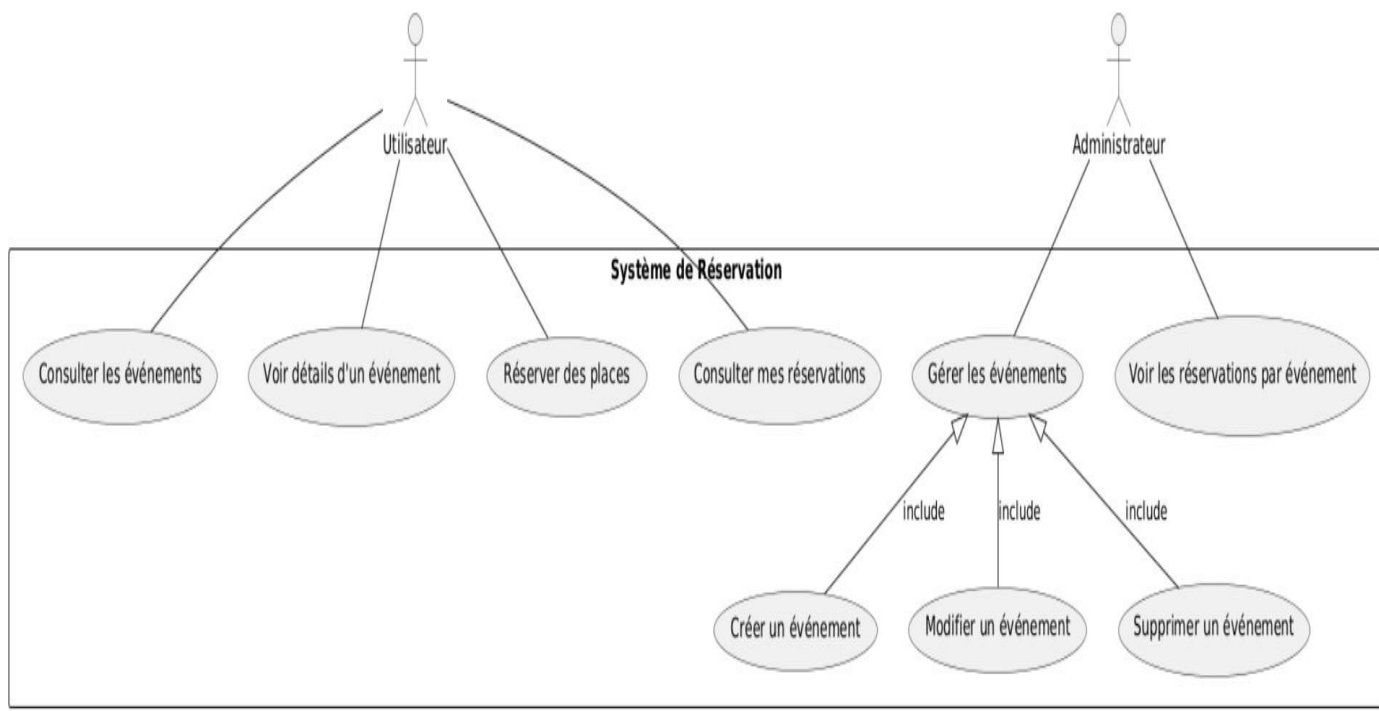 Utilisateur
Administrateur
Système de Réservation
Consulter les événements
Voir détails d'un événement
Réserver des places
Consulter mes réservations
Gérer les événements
Voir les réservations par événement
include
include
include
Créer un événement
Modifier un événement
Supprimer un événement